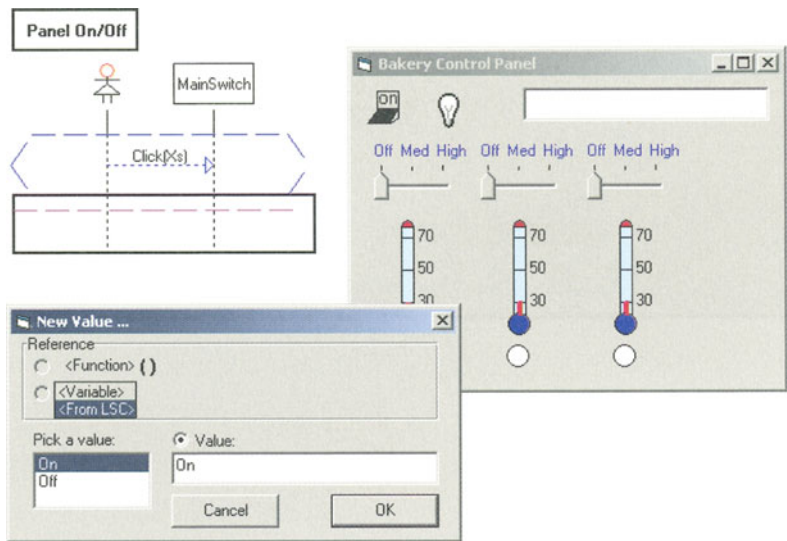 Panel On/Off
MainSwitch
Click(Xs)
Bakery Control Panel
on
Off Med High Off Med High Off Med High
70 70 70
50 50 50
30 30 30
New Value ...
Reference
<Function> ( )
<Variable>
<From LSC>
Pick a value:
Value:
On
Off
On
Cancel
OK